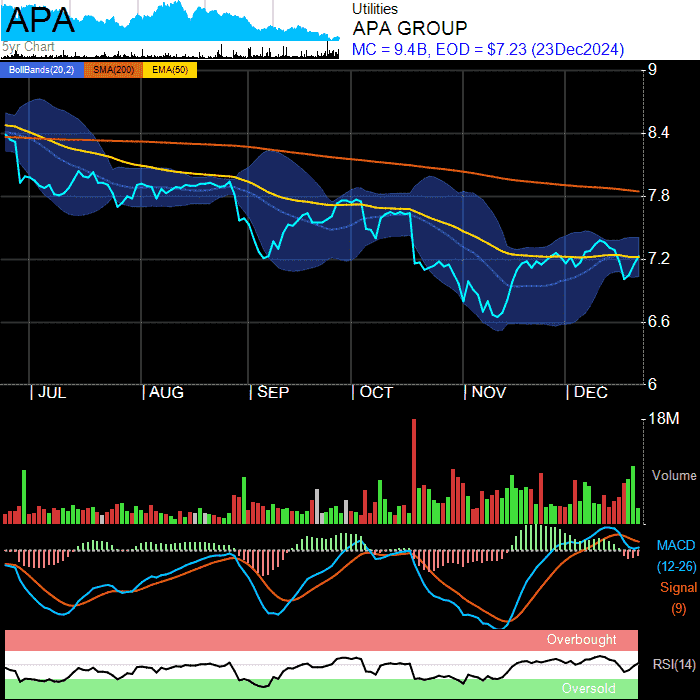 APA
5yr Chart
Utilities
APA GROUP
MC = 9.4B, EOD = $7.23 (23Dec2024)
BollBands(20,2) SMA(200) EMA(50)
9
8.4
7.8
7.2
6.6
6
| JUL | AUG | SEP | OCT | NOV | DEC
18M
Volume
MACD
(12-26)
Signal
(9)
Overbought
RSI(14)
Oversold